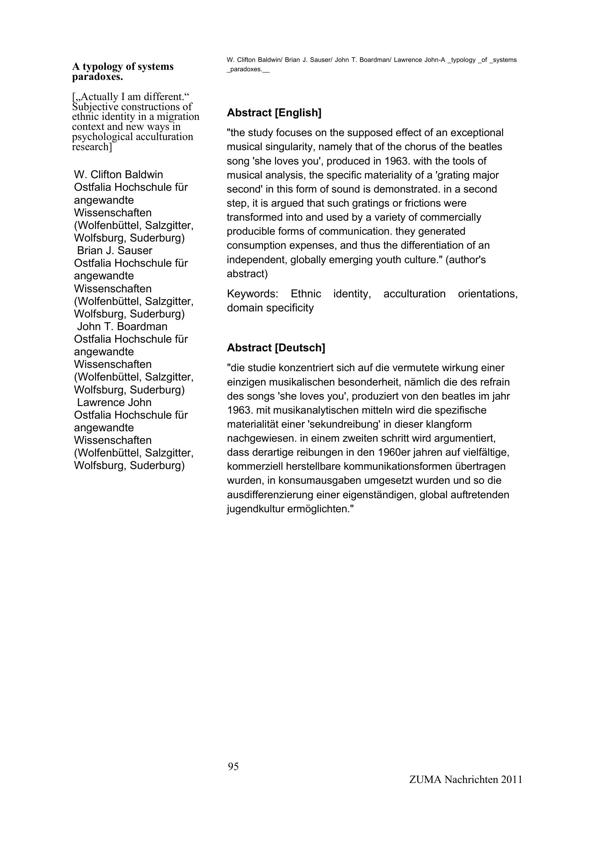 W. Clifton Baldwin/ Brian J. Sauser/ John T. Boardman/ Lawrence John-A _typology _of _systems
_paradoxes.__
A typology of systems
paradoxes.
[„Actually I am different.“
Subjective constructions of
ethnic identity in a migration
context and new ways in
psychological acculturation
research]
W. Clifton Baldwin
Ostfalia Hochschule für
angewandte
Wissenschaften
(Wolfenbüttel, Salzgitter,
Wolfsburg, Suderburg)
Brian J. Sauser
Ostfalia Hochschule für
angewandte
Wissenschaften
(Wolfenbüttel, Salzgitter,
Wolfsburg, Suderburg)
John T. Boardman
Ostfalia Hochschule für
angewandte
Wissenschaften
(Wolfenbüttel, Salzgitter,
Wolfsburg, Suderburg)
Lawrence John
Ostfalia Hochschule für
angewandte
Wissenschaften
(Wolfenbüttel, Salzgitter,
Wolfsburg, Suderburg)
Abstract [English]
"the study focuses on the supposed effect of an exceptional
musical singularity, namely that of the chorus of the beatles
song 'she loves you', produced in 1963. with the tools of
musical analysis, the specific materiality of a 'grating major
second' in this form of sound is demonstrated. in a second
step, it is argued that such gratings or frictions were
transformed into and used by a variety of commercially
producible forms of communication. they generated
consumption expenses, and thus the differentiation of an
independent, globally emerging youth culture." (author's
abstract)
Keywords: Ethnic identity, acculturation orientations,
domain specificity
Abstract [Deutsch]
"die studie konzentriert sich auf die vermutete wirkung einer
einzigen musikalischen besonderheit, nämlich die des refrain
des songs 'she loves you', produziert von den beatles im jahr
1963. mit musikanalytischen mitteln wird die spezifische
materialität einer 'sekundreibung' in dieser klangform
nachgewiesen. in einem zweiten schritt wird argumentiert,
dass derartige reibungen in den 1960er jahren auf vielfältige,
kommerziell herstellbare kommunikationsformen übertragen
wurden, in konsumausgaben umgesetzt wurden und so die
ausdifferenzierung einer eigenständigen, global auftretenden
jugendkultur ermöglichten."
95
ZUMA Nachrichten 2011